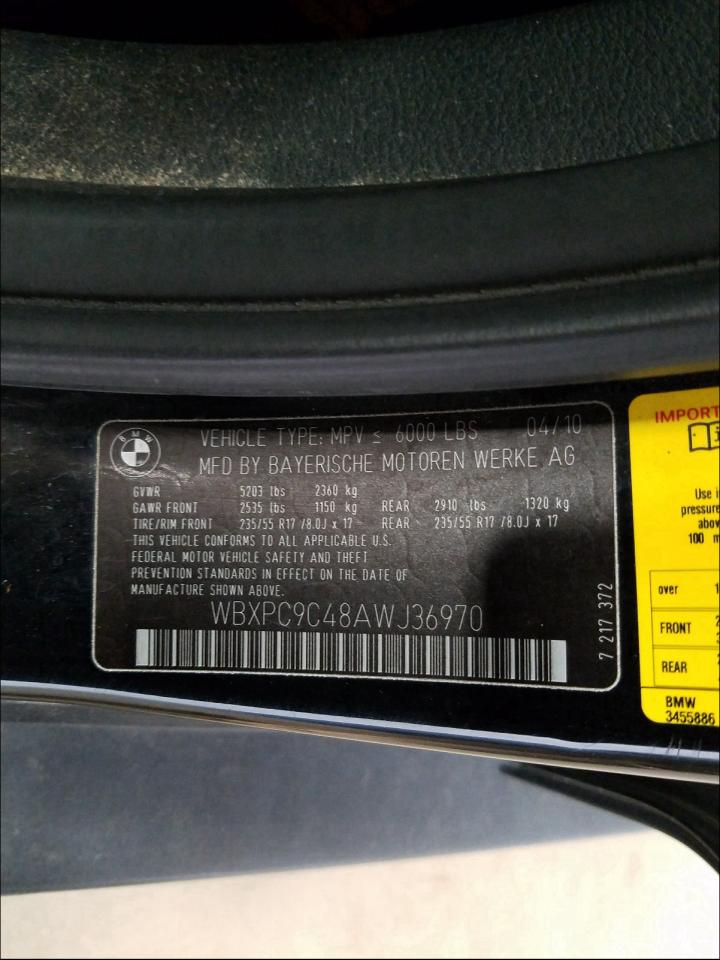 BMW
VEHICLE TYPE: MPV ≤ 6000 LBS 04/10
MFD BY BAYERISCHE MOTOREN WERKE AG
GVWR 5203 lbs 2360 kg
GAWR FRONT 2535 lbs 1150 kg REAR 2910 lbs 1320 kg
TIRE/RIM FRONT 235/55 R17 /8.0J x 17 REAR 235/55 R17 /8.0J x 17
THIS VEHICLE CONFORMS TO ALL APPLICABLE U.S.
FEDERAL MOTOR VEHICLE SAFETY AND THEFT
PREVENTION STANDARDS IN EFFECT ON THE DATE OF
MANUFACTURE SHOWN ABOVE.
WBXPC9C48AWJ36970
7 217 372
IMPORT
Use i
pressure
abov
100 m
over 1
FRONT 2
REAR
BMW
3455886